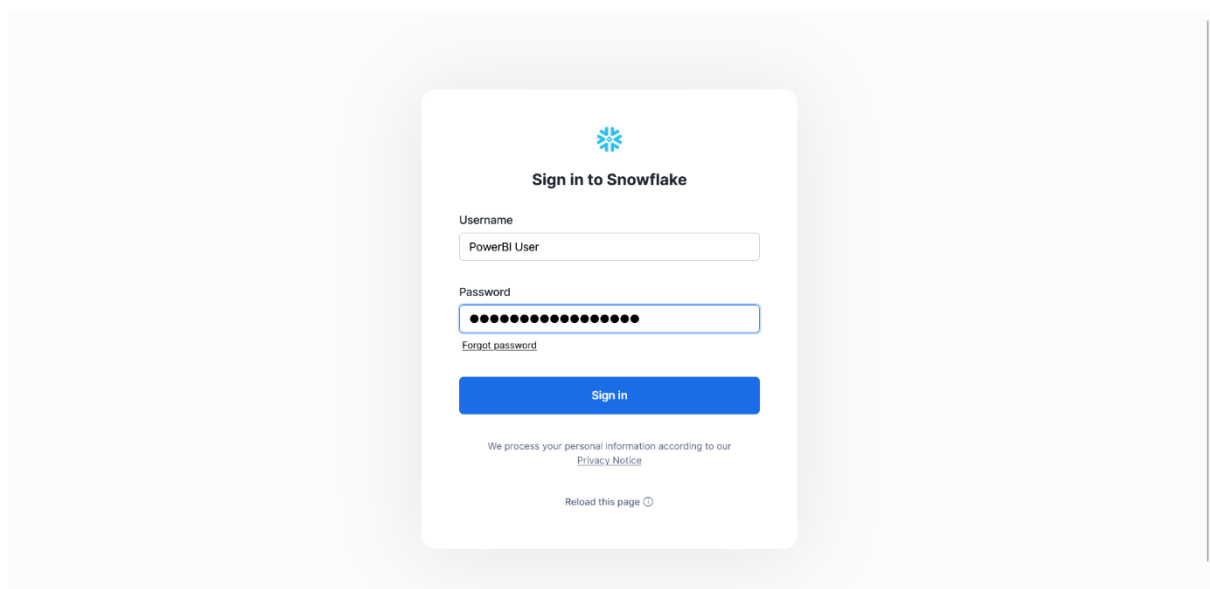 Sign in to Snowflake
Username
PowerBI User
Password
●●●●●●●●●●●●●●●●●
Forgot password
Sign in
We process your personal information according to our
Privacy Notice
Reload this page ⓘ